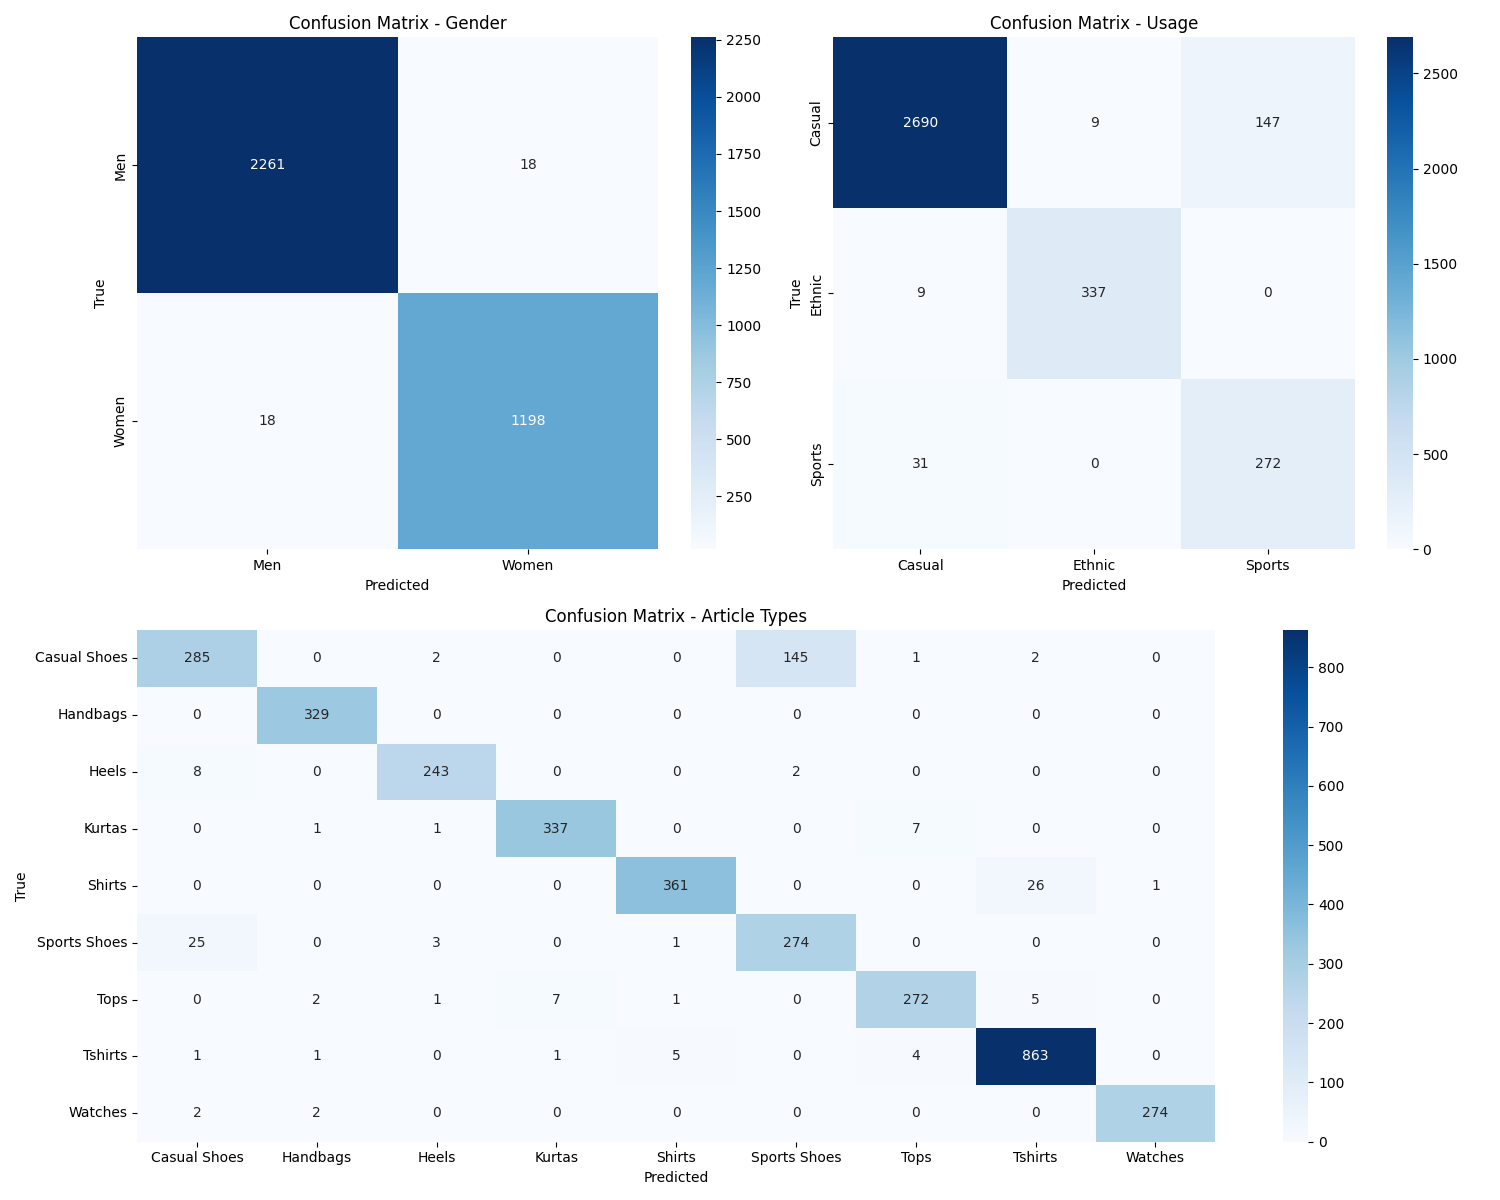 Confusion Matrix - Gender
2261 18
18 1198
Men
Women
True
Men Women
Predicted
2250
2000
1750
1500
1250
1000
750
500
250
Confusion Matrix - Usage
2690 9 147
9 337 0
31 0 272
Casual
Ethnic
Sports
True
Casual Ethnic Sports
Predicted
2500
2000
1500
1000
500
0
Confusion Matrix - Article Types
Casual Shoes 285 0 2 0 0 145 1 2 0
Handbags 0 329 0 0 0 0 0 0 0
Heels 8 0 243 0 0 2 0 0 0
Kurtas 0 1 1 337 0 0 7 0 0
Shirts 0 0 0 0 361 0 0 26 1
Sports Shoes 25 0 3 0 1 274 0 0 0
Tops 0 2 1 7 1 0 272 5 0
Tshirts 1 1 0 1 5 0 4 863 0
Watches 2 2 0 0 0 0 0 0 274
True
Casual Shoes Handbags Heels Kurtas Shirts Sports Shoes Tops Tshirts Watches
Predicted
800
700
600
500
400
300
200
100
0